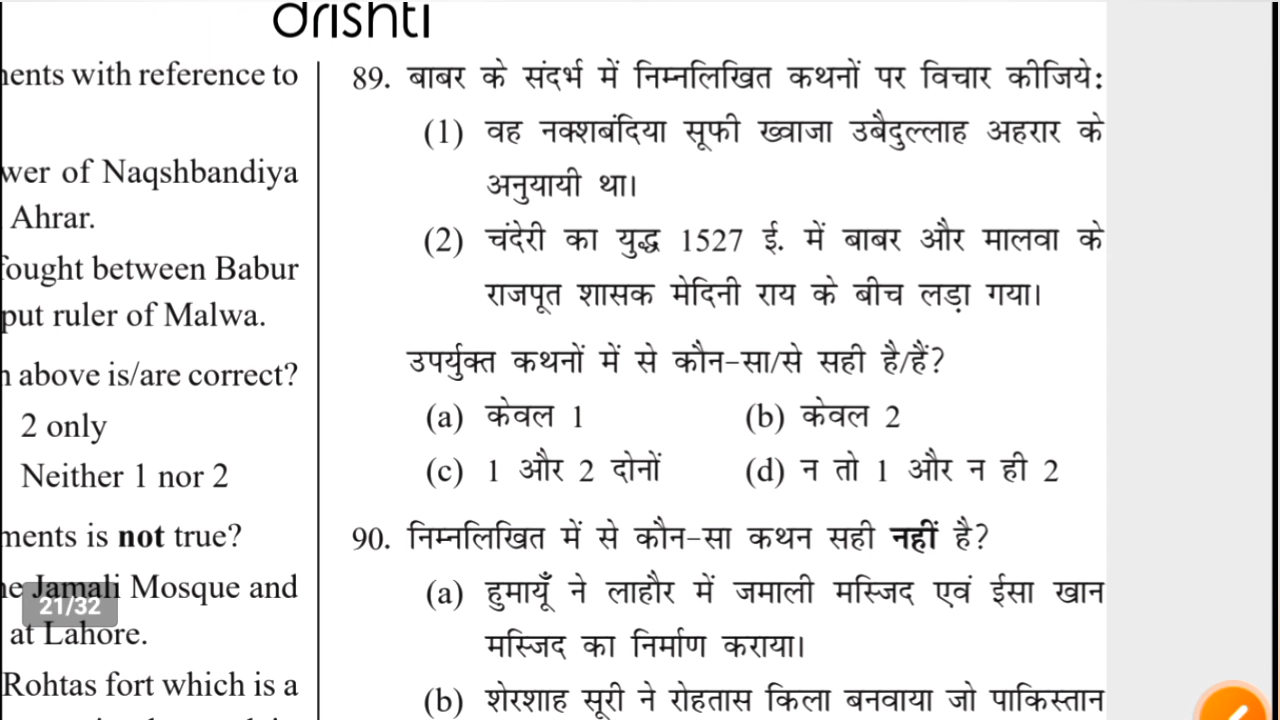 drishti
ments with reference to
wer of Naqshbandiya
Ahrar.
fought between Babur
put ruler of Malwa.
above is/are correct?
2 only
Neither 1 nor 2
ments is not true?
Jamali Mosque and
21/32
at Lahore.
Rohtas fort which is a
89. बाबर के संदर्भ में निम्नलिखित कथनों पर विचार कीजिये:
(1) वह नक्शबंदिया सूफी ख्वाजा उबैदुल्लाह अहरार के
अनुयायी था।
(2) चंदेरी का युद्ध 1527 ई. में बाबर और मालवा के
राजपूत शासक मेदिनी राय के बीच लड़ा गया।
उपर्युक्त कथनों में से कौन-सा/से सही है/हैं?
(a) केवल 1 (b) केवल 2
(c) 1 और 2 दोनों (d) न तो 1 और न ही 2
90. निम्नलिखित में से कौन-सा कथन सही नहीं है?
(a) हुमायूँ ने लाहौर में जमाली मस्जिद एवं ईसा खान
मस्जिद का निर्माण कराया।
(b) शेरशाह सूरी ने रोहतास किला बनवाया जो पाकिस्तान